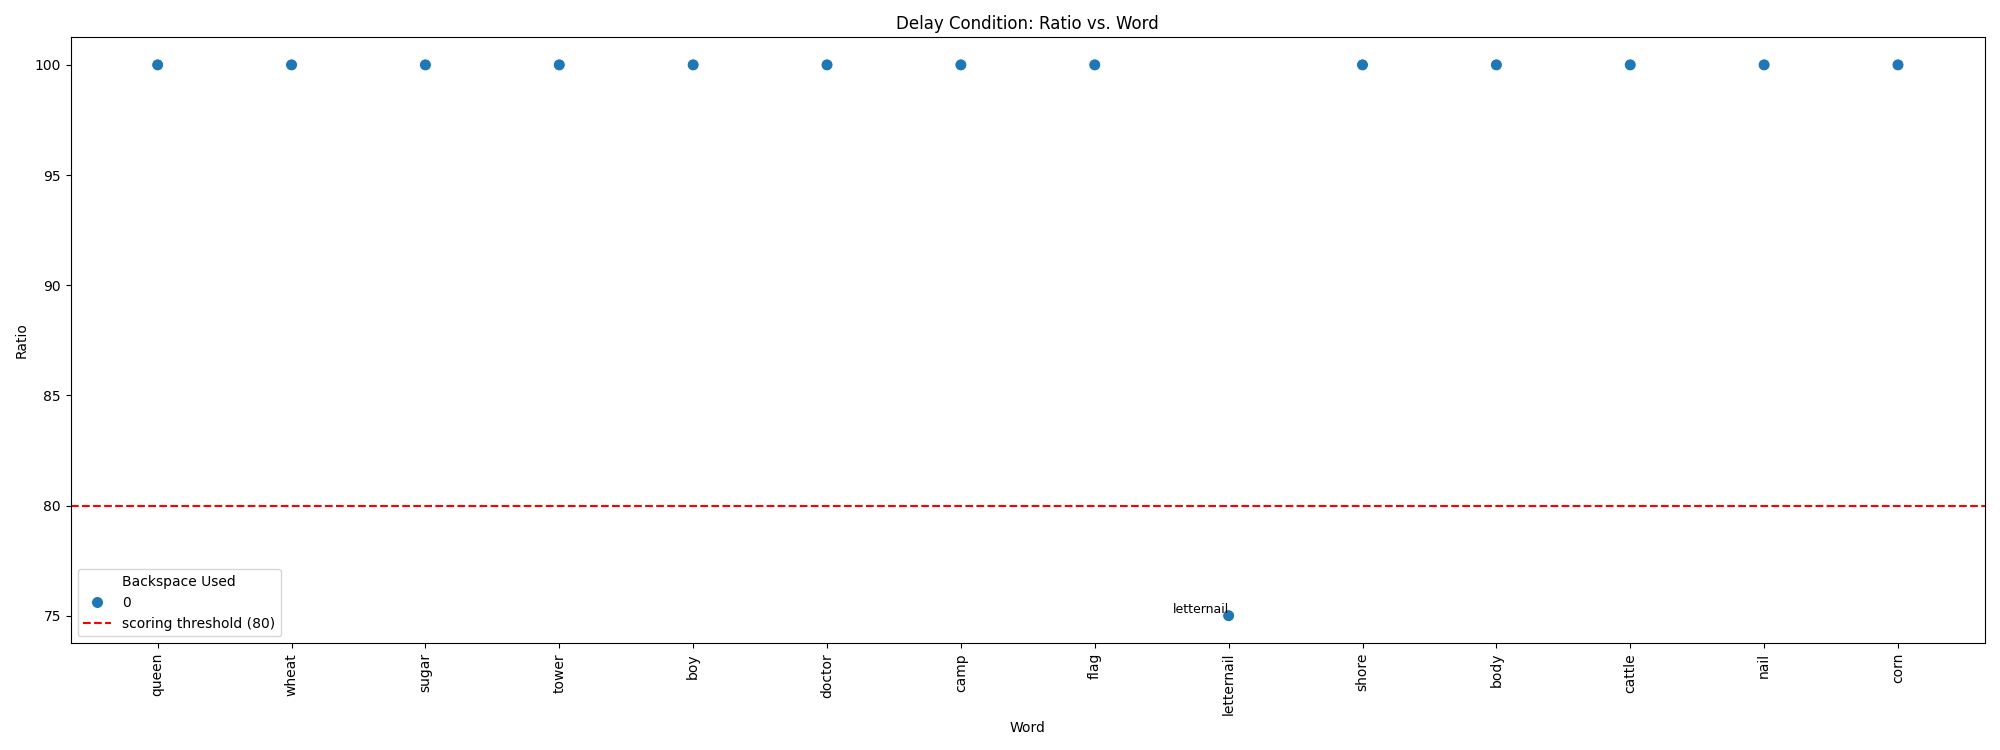 Delay Condition: Ratio vs. Word
Ratio
100
95
90
85
80
75
letternail
Backspace Used
0
scoring threshold (80)
queen
wheat
sugar
tower
boy
doctor
camp
flag
letternail
shore
body
cattle
nail
corn
Word